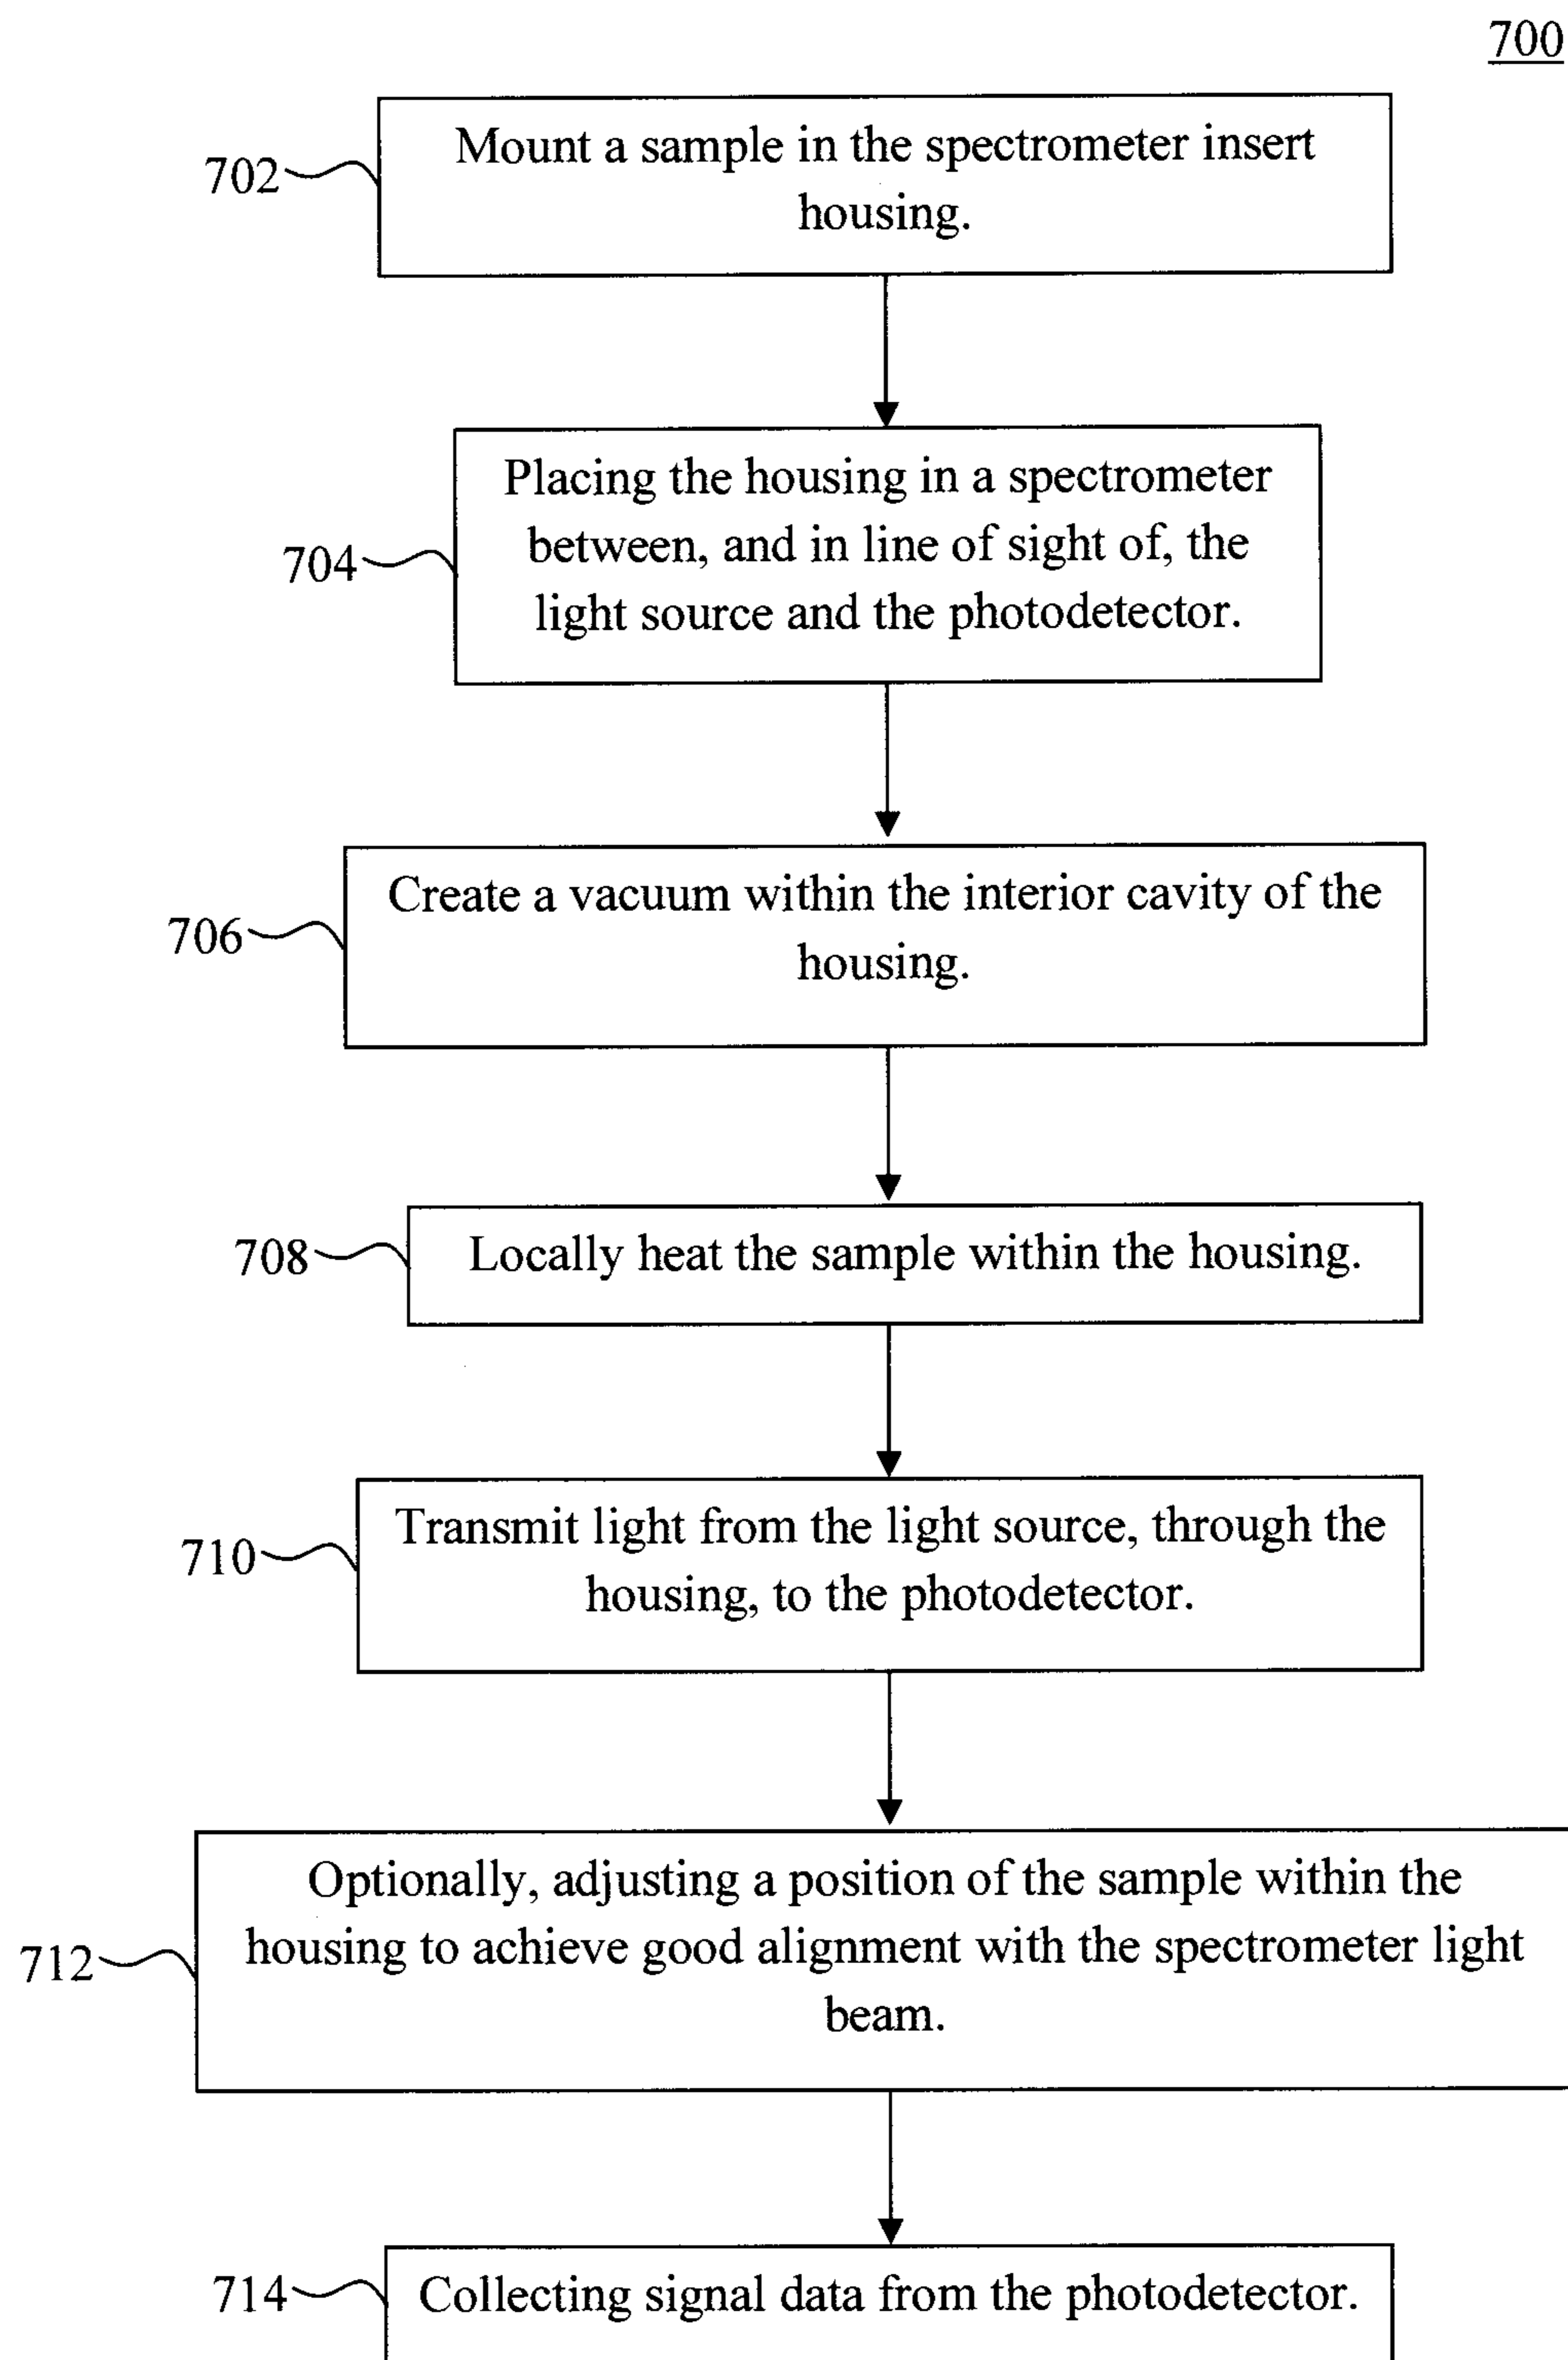 700
702
Mount a sample in the spectrometer insert
housing.
704
Placing the housing in a spectrometer
between, and in line of sight of, the
light source and the photodetector.
706
Create a vacuum within the interior cavity of the
housing.
708
Locally heat the sample within the housing.
710
Transmit light from the light source, through the
housing, to the photodetector.
712
Optionally, adjusting a position of the sample within the
housing to achieve good alignment with the spectrometer light
beam.
714
Collecting signal data from the photodetector.